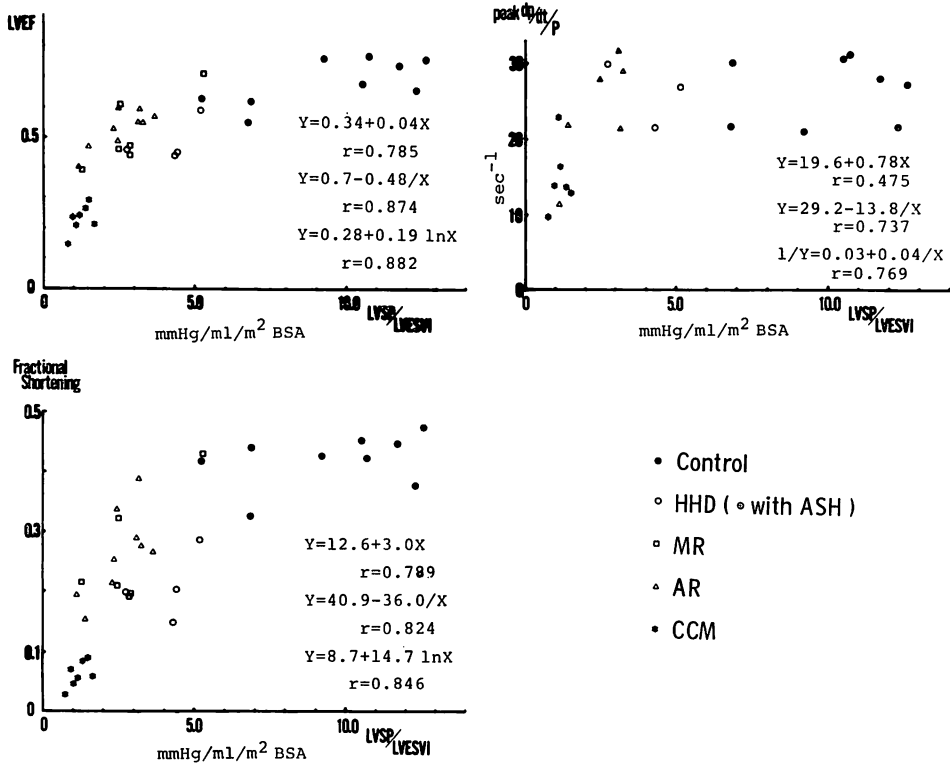 LVEF
0.5
0
0
5.0
10.0
LVSP/LVESVI
mmHg/ml/m² BSA
Y=0.34+0.04X
r=0.785
Y=0.7-0.48/X
r=0.874
Y=0.28+0.19 lnX
r=0.882
peak dp/dt/P
30
20
10
0
sec⁻¹
0
5.0
10.0
LVSP/LVESVI
mmHg/ml/m² BSA
Y=19.6+0.78X
r=0.475
Y=29.2-13.8/X
r=0.737
1/Y=0.03+0.04/X
r=0.769
Fractional
Shortening
0.5
0.3
0.1
0
0
5.0
10.0
LVSP/LVESVI
mmHg/ml/m² BSA
Y=12.6+3.0X
r=0.789
Y=40.9-36.0/X
r=0.824
Y=8.7+14.7 lnX
r=0.846
Control
HHD ( with ASH )
MR
AR
CCM